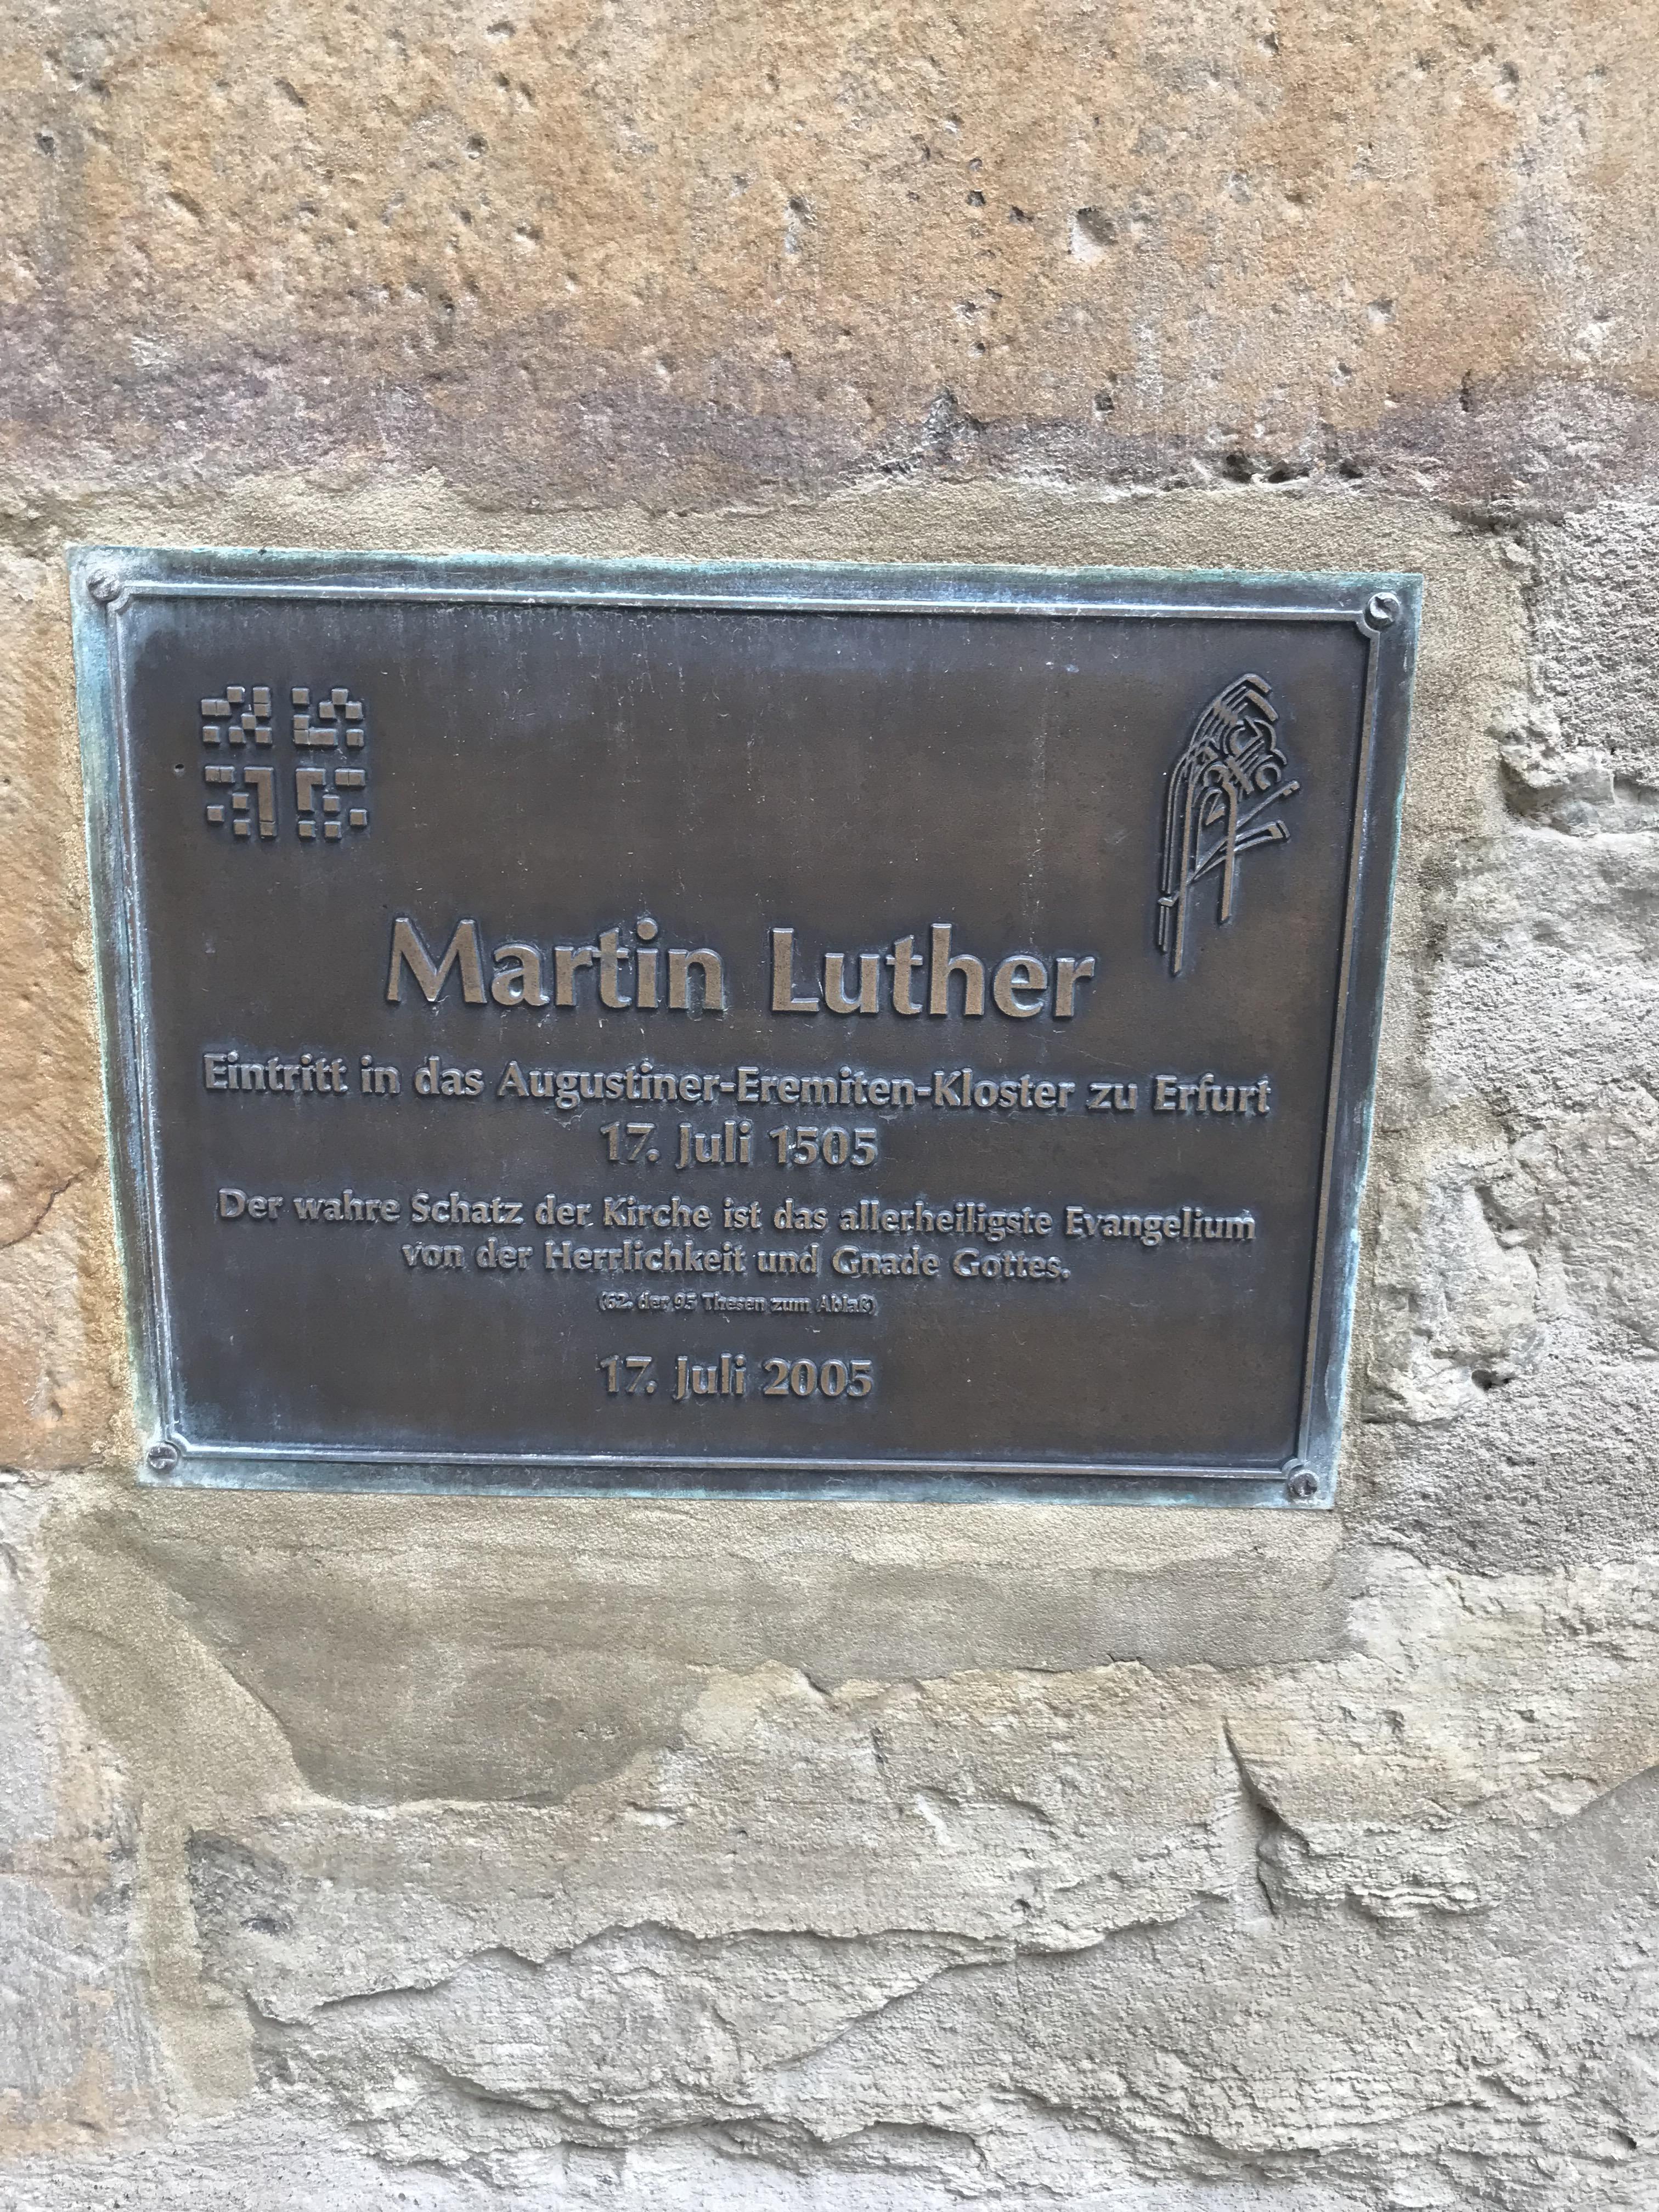 Martin Luther
Eintritt in das Augustiner-Eremiten-Kloster zu Erfurt
17. Juli 1505
Der wahre Schatz der Kirche ist das allerheiligste Evangelium
von der Herrlichkeit und Gnade Gottes.
(62. der 95 Thesen zum Ablaß)
17. Juli 2005